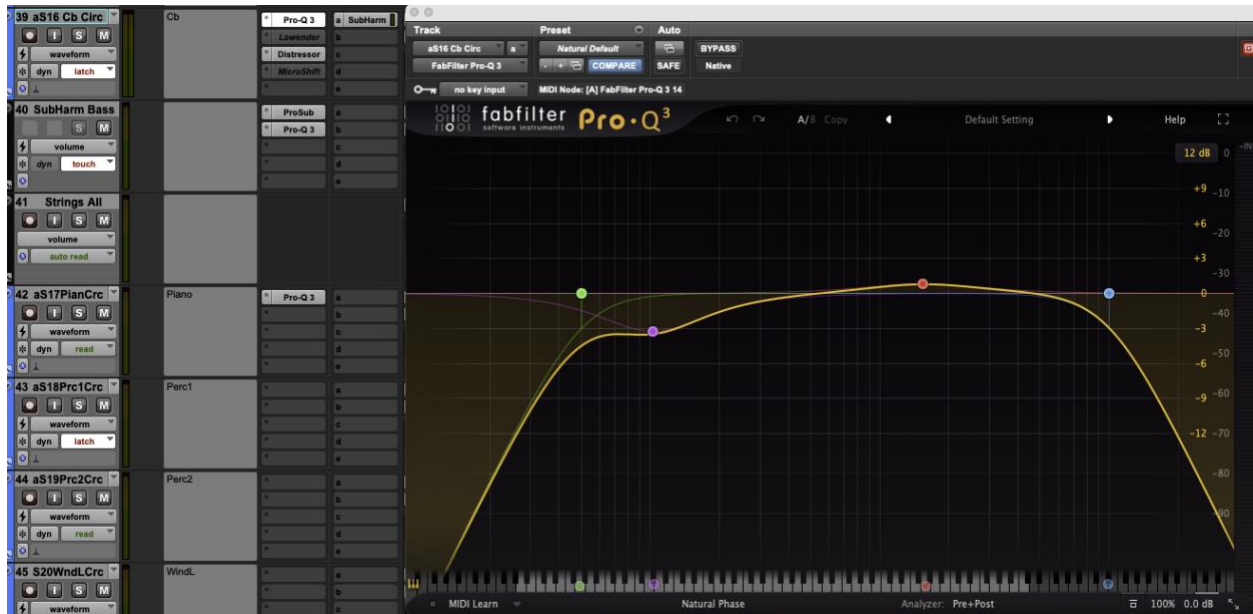 39 aS16 Cb Circ
I S M
waveform
dyn latch
Cb
Pro-Q 3
Lowender
Distressor
MicroShift
a SubHarm
b
c
d
e
40 SubHarm Bass
S M
volume
dyn touch
ProSub
Pro-Q 3
a
b
c
d
e
41 Strings All
I S M
volume
auto read
42 aS17PianCrc
I S M
waveform
dyn read
Piano
Pro-Q 3
a
b
c
d
e
43 aS18Prc1Crc
I S M
waveform
dyn latch
Perc1
a
b
c
d
e
44 aS19Prc2Crc
I S M
waveform
dyn read
Perc2
a
b
c
d
e
45 S20WndLCrc
I S M
waveform
WindL
a
b
c
Track Preset Auto
aS16 Cb Circ a Natural Default BYPASS
FabFilter Pro-Q 3 - + COMPARE SAFE Native
no key input MIDI Node: [A] FabFilter Pro-Q 3 14
fabfilter Pro·Q3
software instruments
A/B Copy Default Setting Help
12 dB 0
+9 -10
+6 -20
+3 -30
0 -40
-3
-6 -50
-9 -60
-12 -70
-80
-90
MIDI Learn Natural Phase Analyzer: Pre+Post 100% 0.0 dB